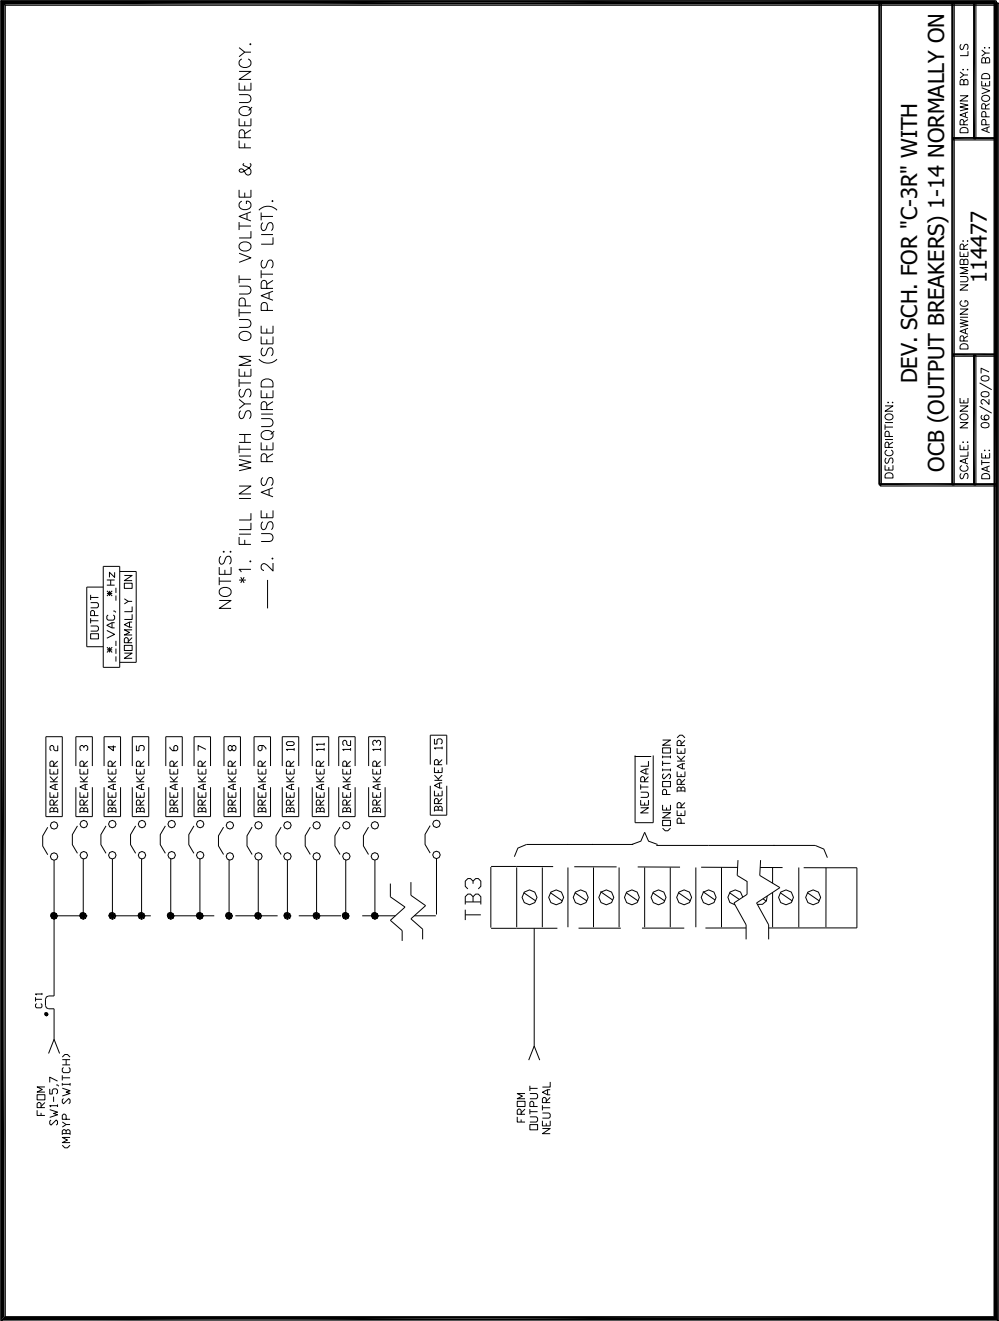 FROM
SW1-5,7
(MBYP SWITCH)
CT1
BREAKER 2
BREAKER 3
BREAKER 4
BREAKER 5
BREAKER 6
BREAKER 7
BREAKER 8
BREAKER 9
BREAKER 10
BREAKER 11
BREAKER 12
BREAKER 13
BREAKER 15
OUTPUT
___*VAC, __*Hz
NORMALLY ON
NOTES:
*1. FILL IN WITH SYSTEM OUTPUT VOLTAGE & FREQUENCY.
__ 2. USE AS REQUIRED (SEE PARTS LIST).
TB3
FROM
OUTPUT
NEUTRAL
NEUTRAL
(ONE POSITION
PER BREAKER)
DESCRIPTION:
DEV. SCH. FOR "C-3R" WITH
OCB (OUTPUT BREAKERS) 1-14 NORMALLY ON
SCALE: NONE
DATE: 06/20/07
DRAWING NUMBER:
114477
DRAWN BY: LS
APPROVED BY: